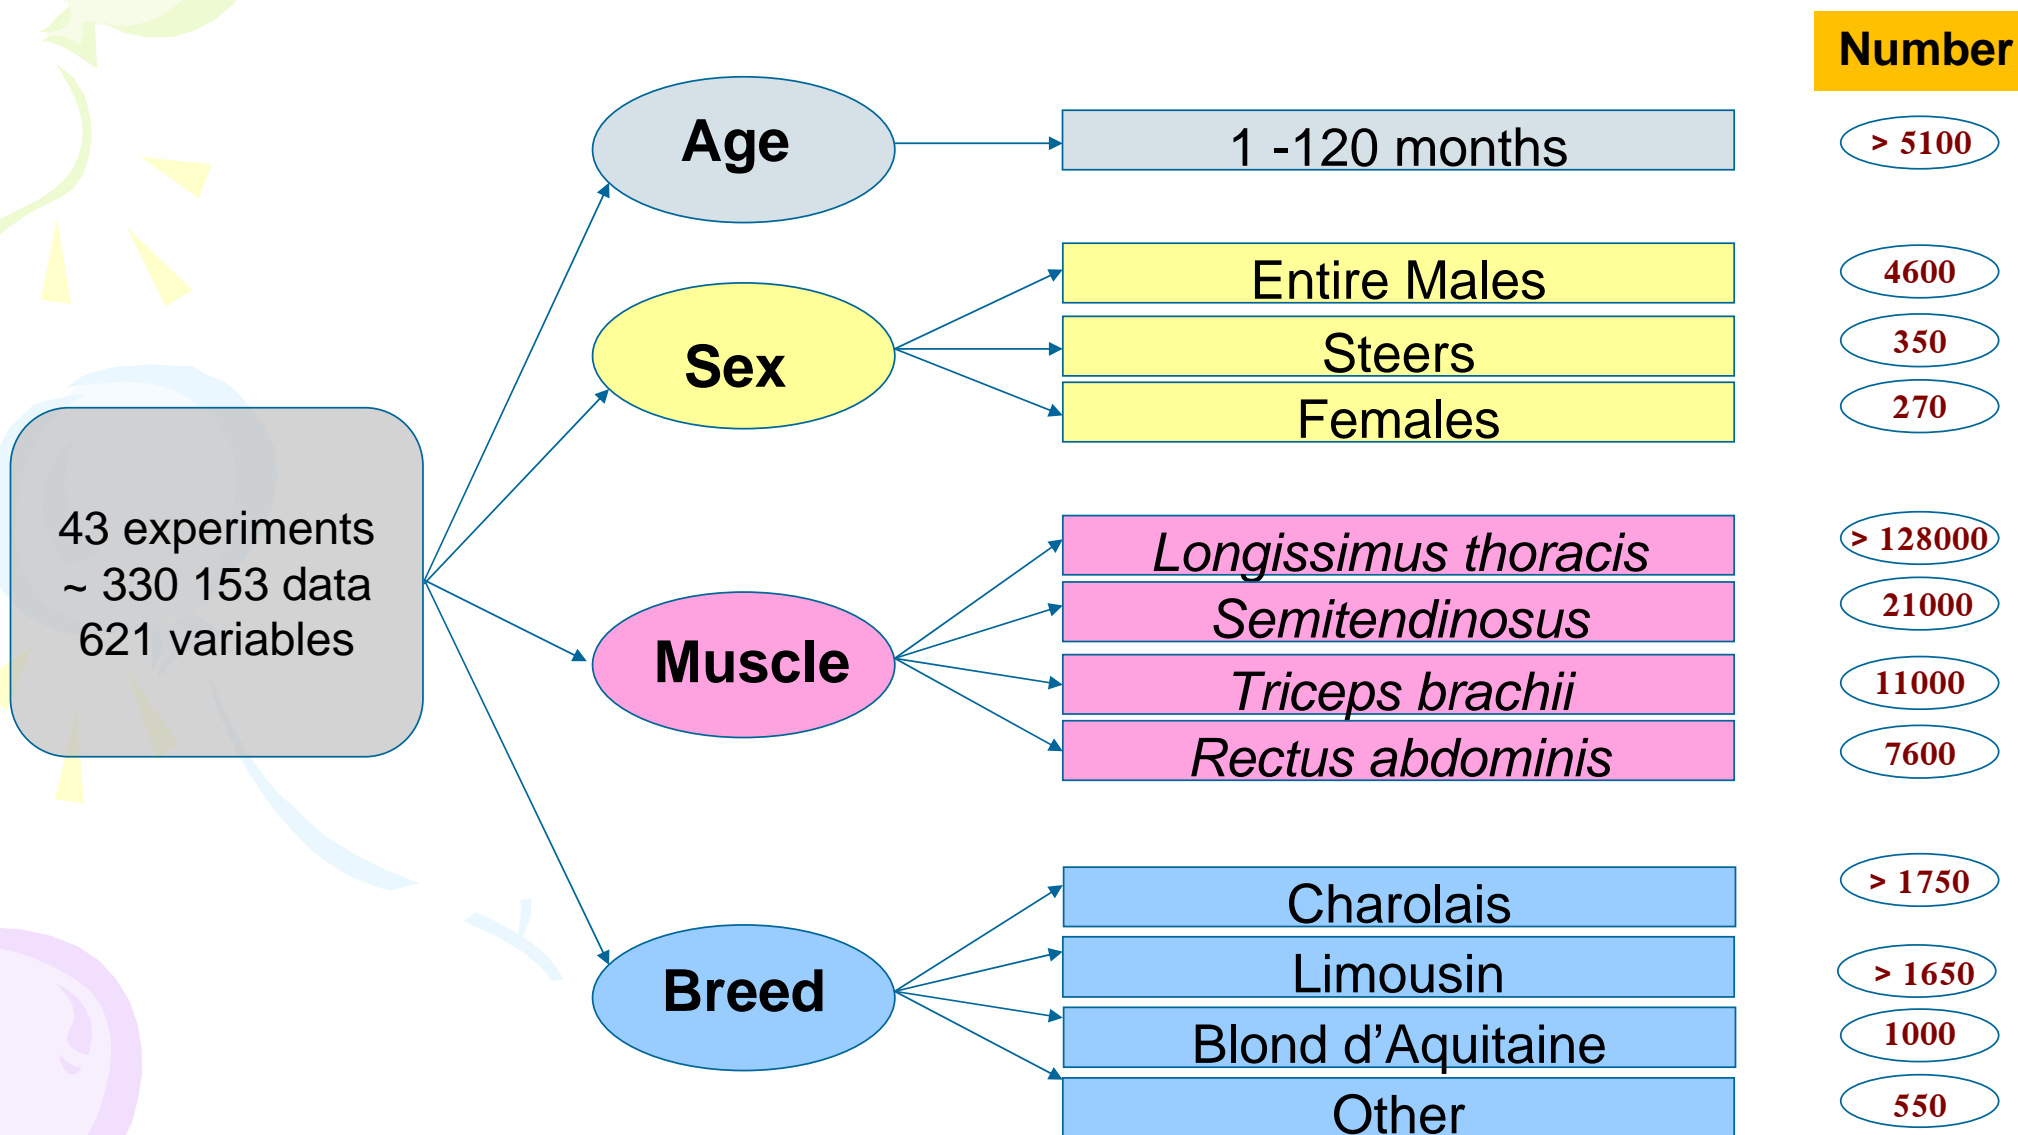 Number
Age
1 -120 months
> 5100
Sex
Entire Males
4600
Steers
350
Females
270
43 experiments
~ 330 153 data
621 variables
Muscle
Longissimus thoracis
> 128000
Semitendinosus
21000
Triceps brachii
11000
Rectus abdominis
7600
Breed
Charolais
> 1750
Limousin
> 1650
Blond d’Aquitaine
1000
Other
550